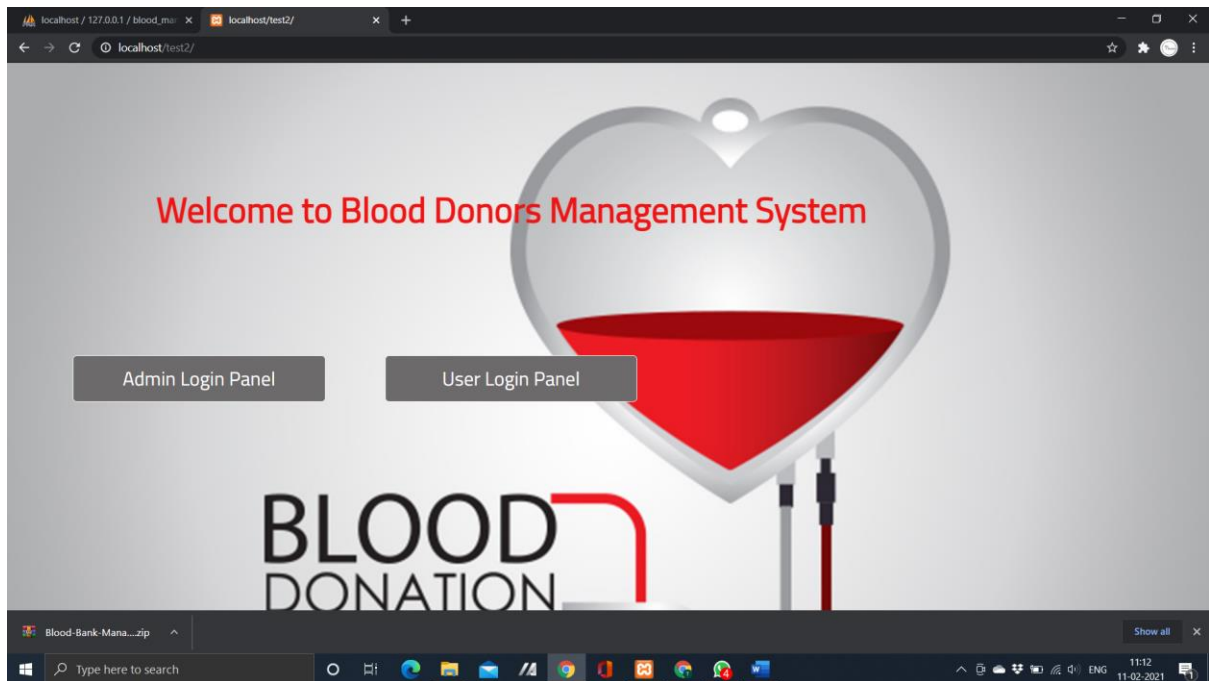 localhost / 127.0.0.1 / blood_mar
localhost/test2/
localhost/test2/
Welcome to Blood Donors Management System
Admin Login Panel
User Login Panel
BLOOD
DONATION
Blood-Bank-Mana....zip
Show all
Type here to search
ENG
11:12
11-02-2021